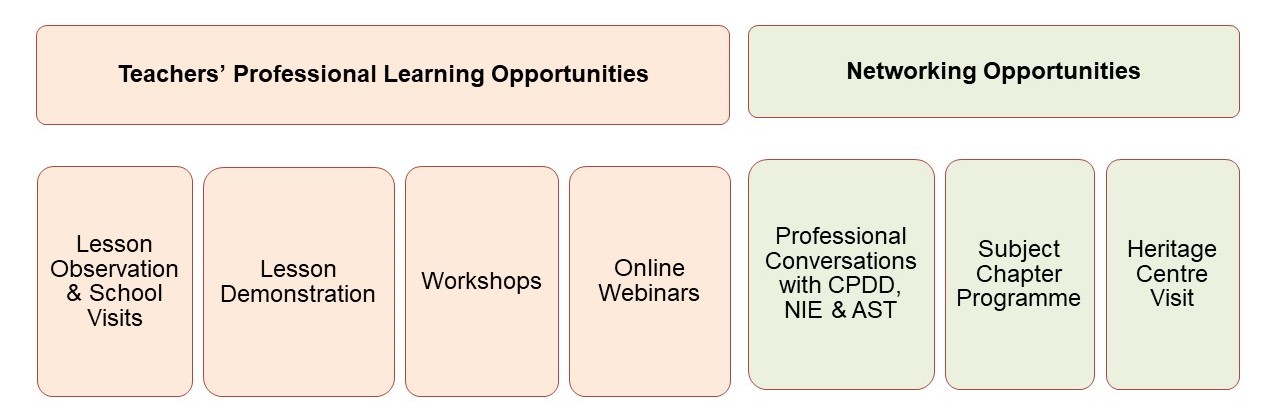 Teachers’ Professional Learning Opportunities
Networking Opportunities
Lesson
Observation
& School
Visits
Lesson
Demonstration
Workshops
Online
Webinars
Professional
Conversations
with CPDD,
NIE & AST
Subject
Chapter
Programme
Heritage
Centre
Visit